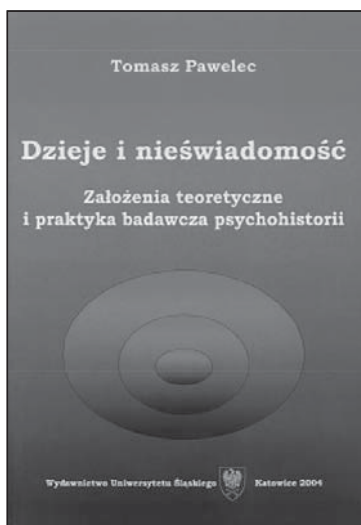 Tomasz Pawelec
Dzieje i nieświadomość
Założenia teoretyczne
i praktyka badawcza psychohistorii
Wydawnictwo Uniwersytetu Śląskiego Katowice 2004